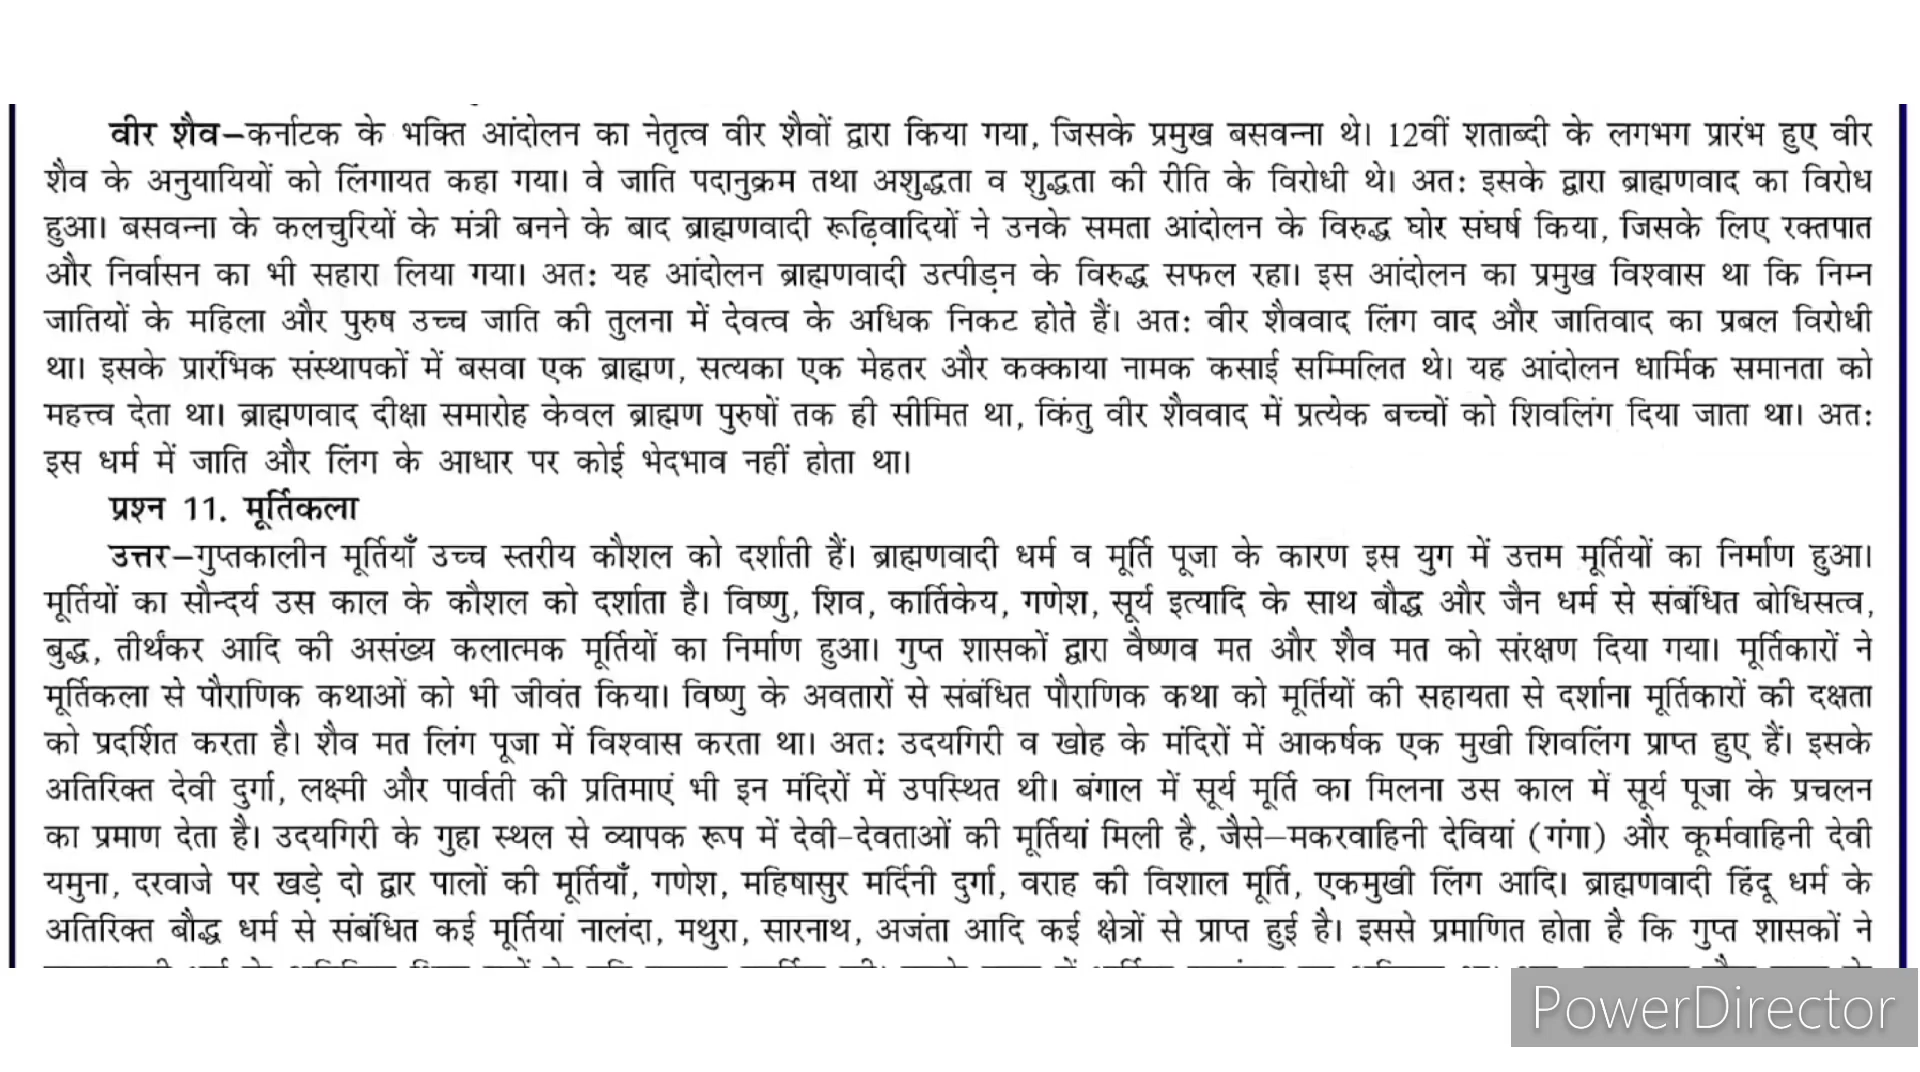 वीर शैव–कर्नाटक के भक्ति आंदोलन का नेतृत्व वीर शैवों द्वारा किया गया, जिसके प्रमुख बसवन्ना थे। 12वीं शताब्दी के लगभग प्रारंभ हुए वीर
शैव के अनुयायियों को लिंगायत कहा गया। वे जाति पदानुक्रम तथा अशुद्धता व शुद्धता की रीति के विरोधी थे। अतः इसके द्वारा ब्राह्मणवाद का विरोध
हुआ। बसवन्ना के कलचुरियों के मंत्री बनने के बाद ब्राह्मणवादी रूढ़िवादियों ने उनके समता आंदोलन के विरुद्ध घोर संघर्ष किया, जिसके लिए रक्तपात
और निर्वासन का भी सहारा लिया गया। अतः यह आंदोलन ब्राह्मणवादी उत्पीड़न के विरुद्ध सफल रहा। इस आंदोलन का प्रमुख विश्वास था कि निम्न
जातियों के महिला और पुरुष उच्च जाति की तुलना में देवत्व के अधिक निकट होते हैं। अतः वीर शैववाद लिंग वाद और जातिवाद का प्रबल विरोधी
था। इसके प्रारंभिक संस्थापकों में बसवा एक ब्राह्मण, सत्यका एक मेहतर और कक्काया नामक कसाई सम्मिलित थे। यह आंदोलन धार्मिक समानता को
महत्त्व देता था। ब्राह्मणवाद दीक्षा समारोह केवल ब्राह्मण पुरुषों तक ही सीमित था, किंतु वीर शैववाद में प्रत्येक बच्चों को शिवलिंग दिया जाता था। अतः
इस धर्म में जाति और लिंग के आधार पर कोई भेदभाव नहीं होता था।
प्रश्न 11. मूर्तिकला
उत्तर–गुप्तकालीन मूर्तियाँ उच्च स्तरीय कौशल को दर्शाती हैं। ब्राह्मणवादी धर्म व मूर्ति पूजा के कारण इस युग में उत्तम मूर्तियों का निर्माण हुआ।
मूर्तियों का सौन्दर्य उस काल के कौशल को दर्शाता है। विष्णु, शिव, कार्तिकेय, गणेश, सूर्य इत्यादि के साथ बौद्ध और जैन धर्म से संबंधित बोधिसत्व,
बुद्ध, तीर्थंकर आदि की असंख्य कलात्मक मूर्तियों का निर्माण हुआ। गुप्त शासकों द्वारा वैष्णव मत और शैव मत को संरक्षण दिया गया। मूर्तिकारों ने
मूर्तिकला से पौराणिक कथाओं को भी जीवंत किया। विष्णु के अवतारों से संबंधित पौराणिक कथा को मूर्तियों की सहायता से दर्शाना मूर्तिकारों की दक्षता
को प्रदर्शित करता है। शैव मत लिंग पूजा में विश्वास करता था। अतः उदयगिरी व खोह के मंदिरों में आकर्षक एक मुखी शिवलिंग प्राप्त हुए हैं। इसके
अतिरिक्त देवी दुर्गा, लक्ष्मी और पार्वती की प्रतिमाएं भी इन मंदिरों में उपस्थित थी। बंगाल में सूर्य मूर्ति का मिलना उस काल में सूर्य पूजा के प्रचलन
का प्रमाण देता है। उदयगिरी के गुहा स्थल से व्यापक रूप में देवी-देवताओं की मूर्तियां मिली है, जैसे–मकरवाहिनी देवियां (गंगा) और कूर्मवाहिनी देवी
यमुना, दरवाजे पर खड़े दो द्वार पालों की मूर्तियाँ, गणेश, महिषासुर मर्दिनी दुर्गा, वराह की विशाल मूर्ति, एकमुखी लिंग आदि। ब्राह्मणवादी हिंदू धर्म के
अतिरिक्त बौद्ध धर्म से संबंधित कई मूर्तियां नालंदा, मथुरा, सारनाथ, अजंता आदि कई क्षेत्रों से प्राप्त हुई है। इससे प्रमाणित होता है कि गुप्त शासकों ने
PowerDirector